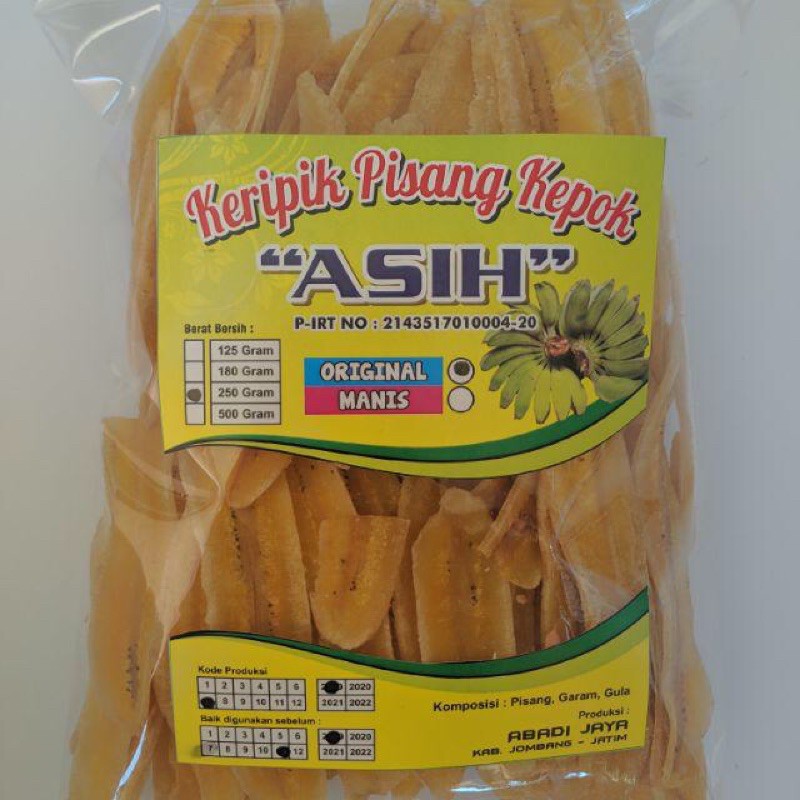 Keripik Pisang Kepok
“ASIH”
P-IRT NO : 2143517010004-20
Berat Bersih :
125 Gram
180 Gram
250 Gram
500 Gram
ORIGINAL
MANIS
Kode Produksi
1 2 3 4 5 6
8 9 10 11 12
2020
2021 2022
Baik digunakan sebelum :
1 2 3 4 5 6
7 8 9 10 12
2020
2021 2022
Komposisi : Pisang, Garam, Gula
Produksi :
ABADI JAYA
KAB. JOMBANG - JATIM